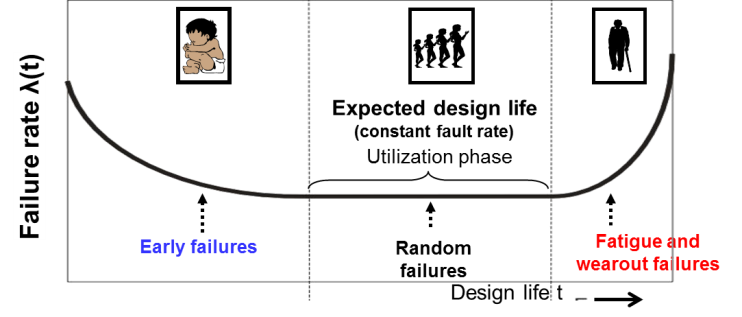 Failure rate λ(t)
Expected design life
(constant fault rate)
Utilization phase
Early failures
Random
failures
Fatigue and
wearout failures
Design life t